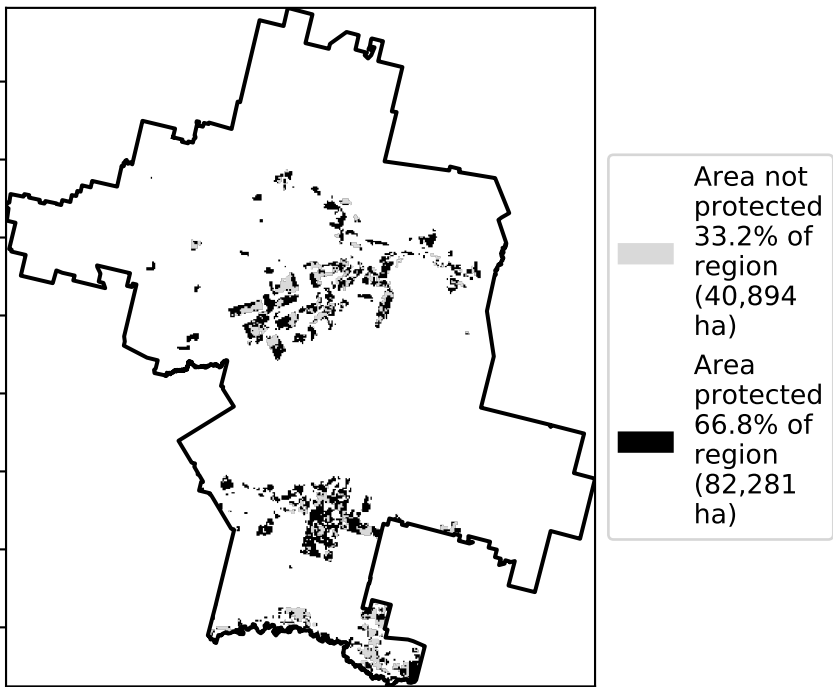 Area not
protected
33.2% of
region
(40,894
ha)
Area
protected
66.8% of
region
(82,281
ha)